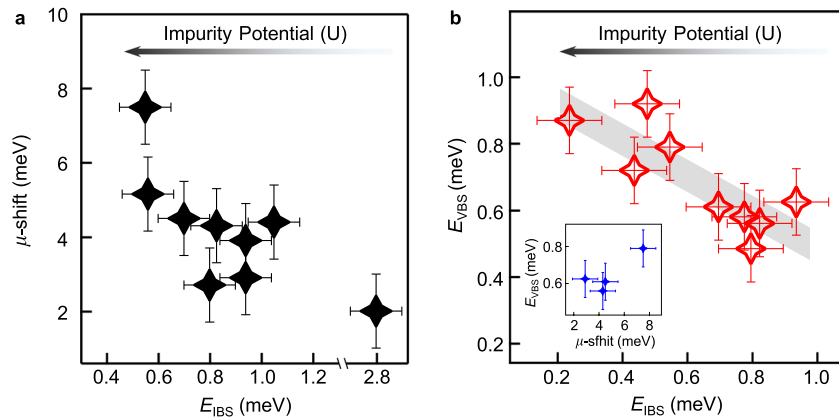 a
Impurity Potential (U)
10
8
6
4
2
μ-shift (meV)
0.4 0.6 0.8 1.0 1.2 2.8
E_IBS (meV)
b
Impurity Potential (U)
1.0
0.8
0.6
0.4
0.2
E_VBS (meV)
0.2 0.4 0.6 0.8 1.0
E_IBS (meV)
0.8
0.6
E_VBS (meV)
2 4 6 8
μ-sfhit (meV)